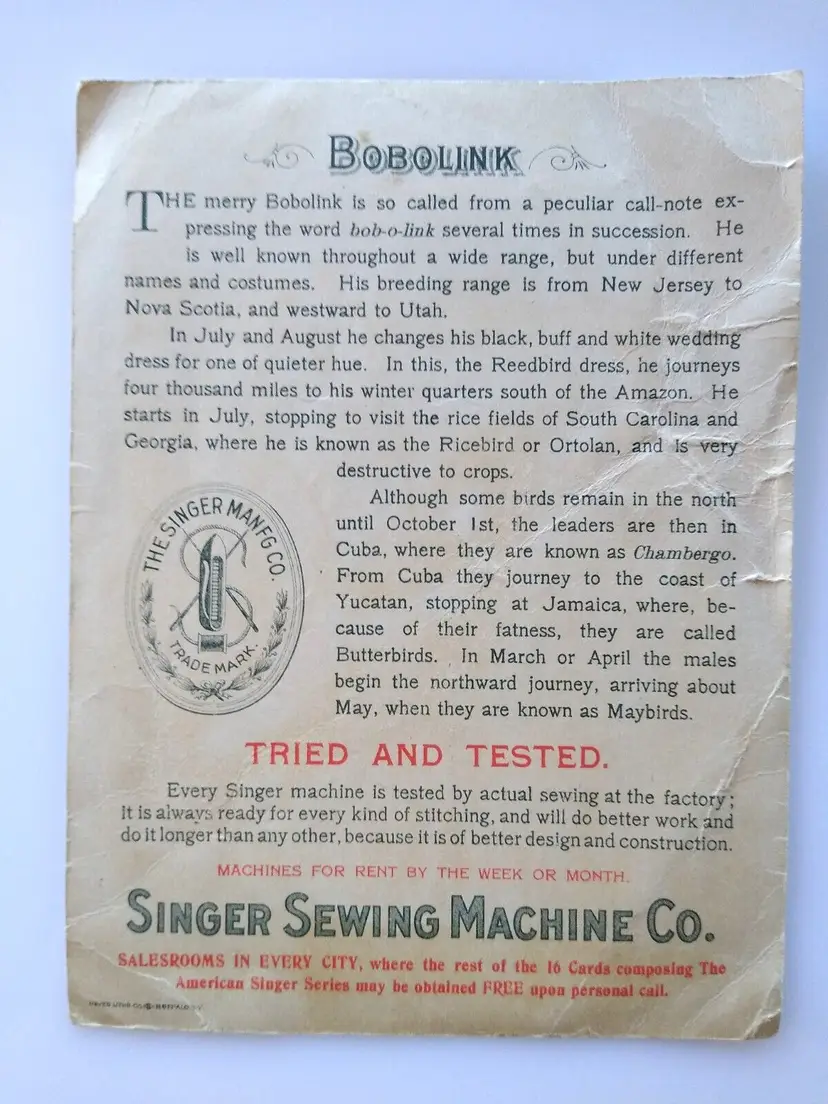 BOBOLINK
THE merry Bobolink is so called from a peculiar call-note ex-
pressing the word bob-o-link several times in succession. He
is well known throughout a wide range, but under different
names and costumes. His breeding range is from New Jersey to
Nova Scotia, and westward to Utah.
In July and August he changes his black, buff and white wedding
dress for one of quieter hue. In this, the Reedbird dress, he journeys
four thousand miles to his winter quarters south of the Amazon. He
starts in July, stopping to visit the rice fields of South Carolina and
Georgia, where he is known as the Ricebird or Ortolan, and is very
destructive to crops.
Although some birds remain in the north
until October 1st, the leaders are then in
Cuba, where they are known as Chambergo.
From Cuba they journey to the coast of
Yucatan, stopping at Jamaica, where, be-
cause of their fatness, they are called
Butterbirds. In March or April the males
begin the northward journey, arriving about
May, when they are known as Maybirds.
THE SINGER MANFG. CO.
S
TRADE MARK.
TRIED AND TESTED.
Every Singer machine is tested by actual sewing at the factory;
it is always ready for every kind of stitching, and will do better work and
do it longer than any other, because it is of better design and construction.
MACHINES FOR RENT BY THE WEEK OR MONTH.
SINGER SEWING MACHINE CO.
SALESROOMS IN EVERY CITY, where the rest of the 16 Cards composing The
American Singer Series may be obtained FREE upon personal call.